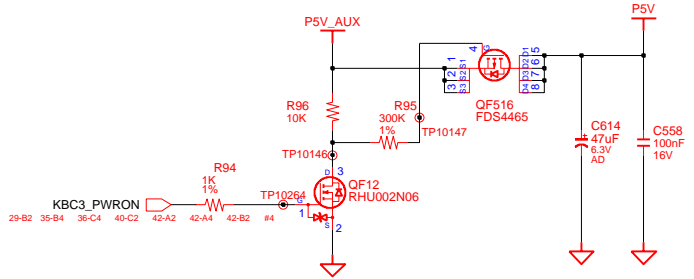 P5V_AUX
P5V
R96
10K
R95
300K
1%
TP10147
4
G
1
2
3
S1
S2
S3
D1
D2
D3
D4
5
6
7
8
QF516
FDS4465
C614
47uF
6.3V
AD
C558
100nF
16V
TP10146
D
3
QF12
RHU002N06
R94
1K
1%
TP10264
G
1
S
2
KBC3_PWRON
29-B2 35-B4 36-C4 40-C2 42-A2 42-A4 42-B2 #4